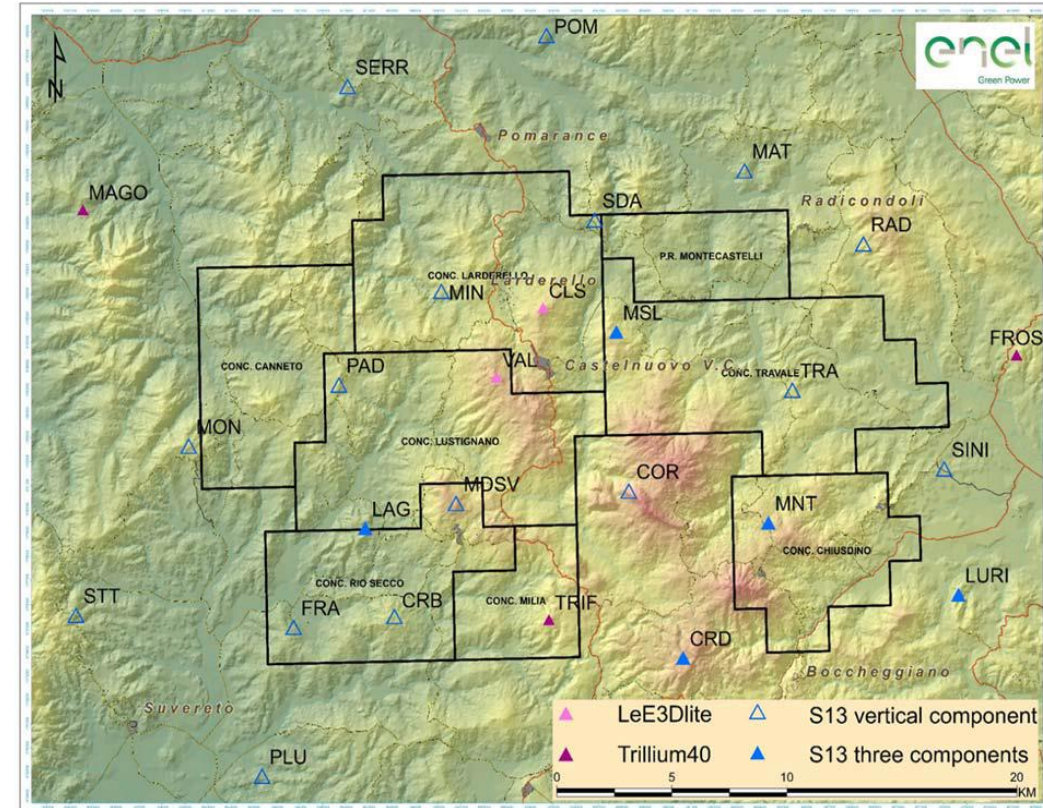 POM
enel
Green Power
SERR
N
Pomarance
MAT
MAGO
SDA
Radicondoli
RAD
P.R. MONTECASTELLI
CONC. LARDERELLO
Larderello
MIN
CLS
MSL
FROS
VAL
Castelnuovo V.C.
CONC. CANNETO
PAD
CONC. TRAVALE
TRA
MON
CONC. LUSTIGNANO
SINI
COR
MDSV
MNT
LAG
CONC. CHIUSDINO
CONC. RIO SECCO
LURI
STT
FRA
CRB
CONC. MILIA
TRIF
CRD
Boccheggiano
Suvereto
LeE3Dlite
S13 vertical component
Trillium40
S13 three components
PLU
0 5 10 20
KM